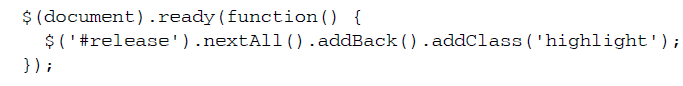 $(document).ready(function() {
  $('#release').nextAll().addBack().addClass('highlight');
});